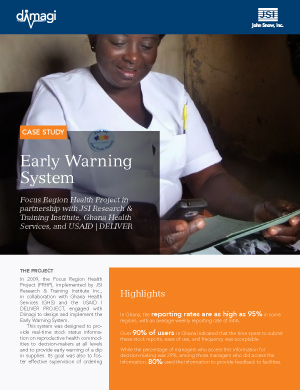 dimagi
JSI
John Snow, Inc.
CASE STUDY
Early Warning
System
Focus Region Health Project in
partnership with JSI Research &
Training Institute, Ghana Health
Services, and USAID | DELIVER
THE PROJECT
In 2009, the Focus Region Health
Project (FRHP), implemented by JSI
Research & Training Institute Inc.,
in collaboration with Ghana Health
Services (GHS) and the USAID |
DELIVER PROJECT, engaged with
Dimagi to design and implement the
Early Warning System.
This system was designed to pro-
vide real-time stock status information
on reproductive health commodi-
ties to decision-makers at all levels
and to provide early warning of a dip
in supplies. Its goal was also to fos-
ter effective supervision of ordering
Highlights
In Ghana, the reporting rates are as high as 95% in some
regions, with an average weekly reporting rate of
Over 90% of users in Ghana indicated that the time spent to submit
these stock reports, ease of use, and frequency was acceptable.
While the percentage of managers who access this information for
decision-making was 29%, among those managers who did access the
information, 80% used the information to provide feedback to facilities.